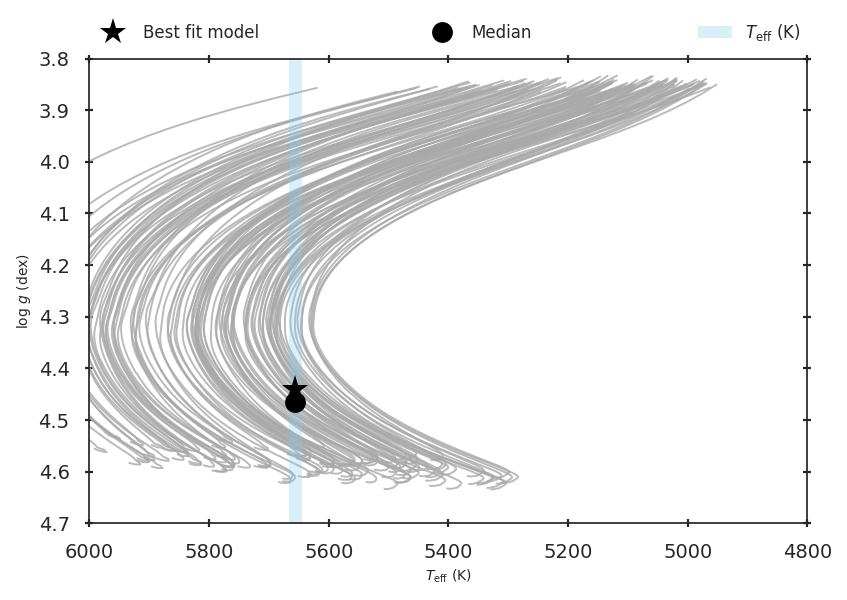 Best fit model Median T_eff (K)
3.8
3.9
4.0
4.1
4.2
4.3
4.4
4.5
4.6
4.7
log g (dex)
6000 5800 5600 5400 5200 5000 4800
T_eff (K)